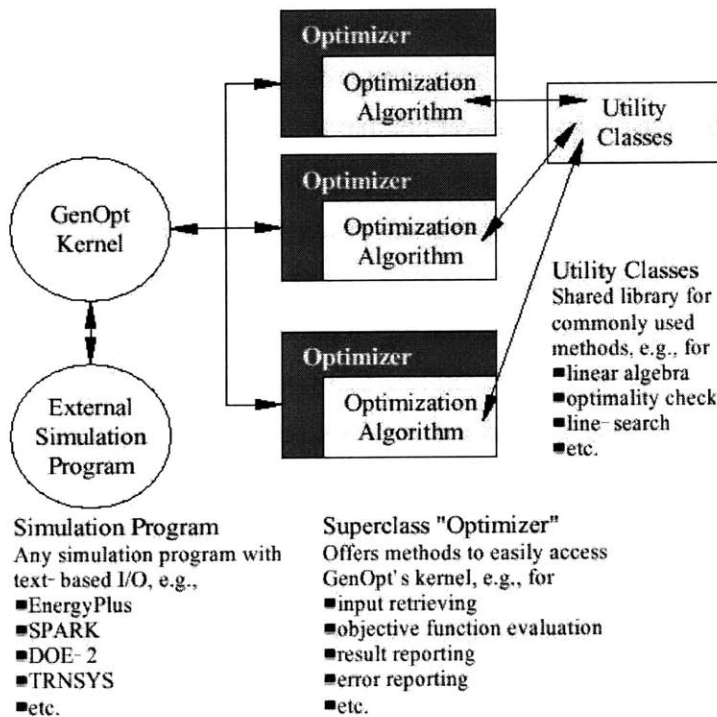 Optimizer
Optimization
Algorithm
Utility
Classes
Optimizer
Optimization
Algorithm
GenOpt
Kernel
Optimizer
Optimization
Algorithm
External
Simulation
Program
Utility Classes
Shared library for
commonly used
methods, e.g., for
■linear algebra
■optimality check
■line-search
■etc.
Simulation Program
Any simulation program with
text-based I/O, e.g.,
■EnergyPlus
■SPARK
■DOE-2
■TRNSYS
■etc.
Superclass "Optimizer"
Offers methods to easily access
GenOpt's kernel, e.g., for
■input retrieving
■objective function evaluation
■result reporting
■error reporting
■etc.